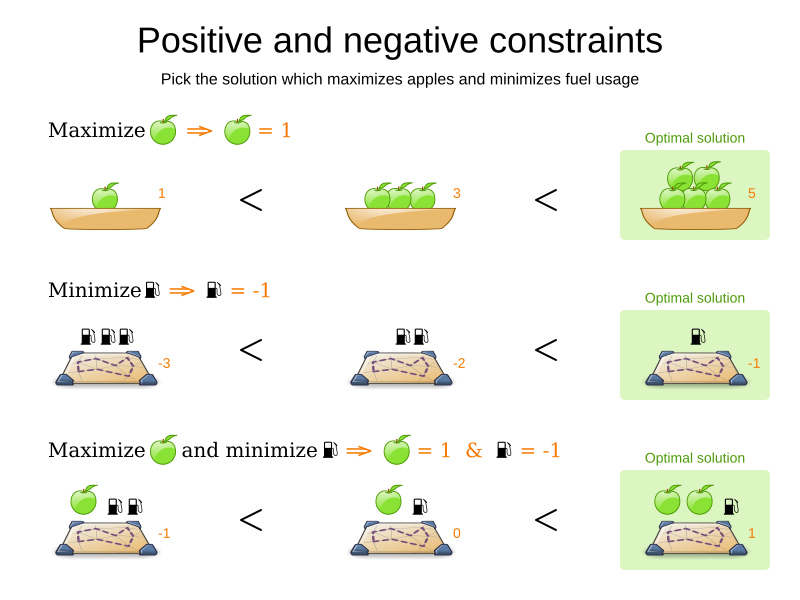 Positive and negative constraints
Pick the solution which maximizes apples and minimizes fuel usage
Maximize ⇒ = 1
Optimal solution
1 < 3 < 5
Minimize ⇒ = -1
Optimal solution
-3 < -2 < -1
Maximize and minimize ⇒ = 1 & = -1
Optimal solution
-1 < 0 < 1